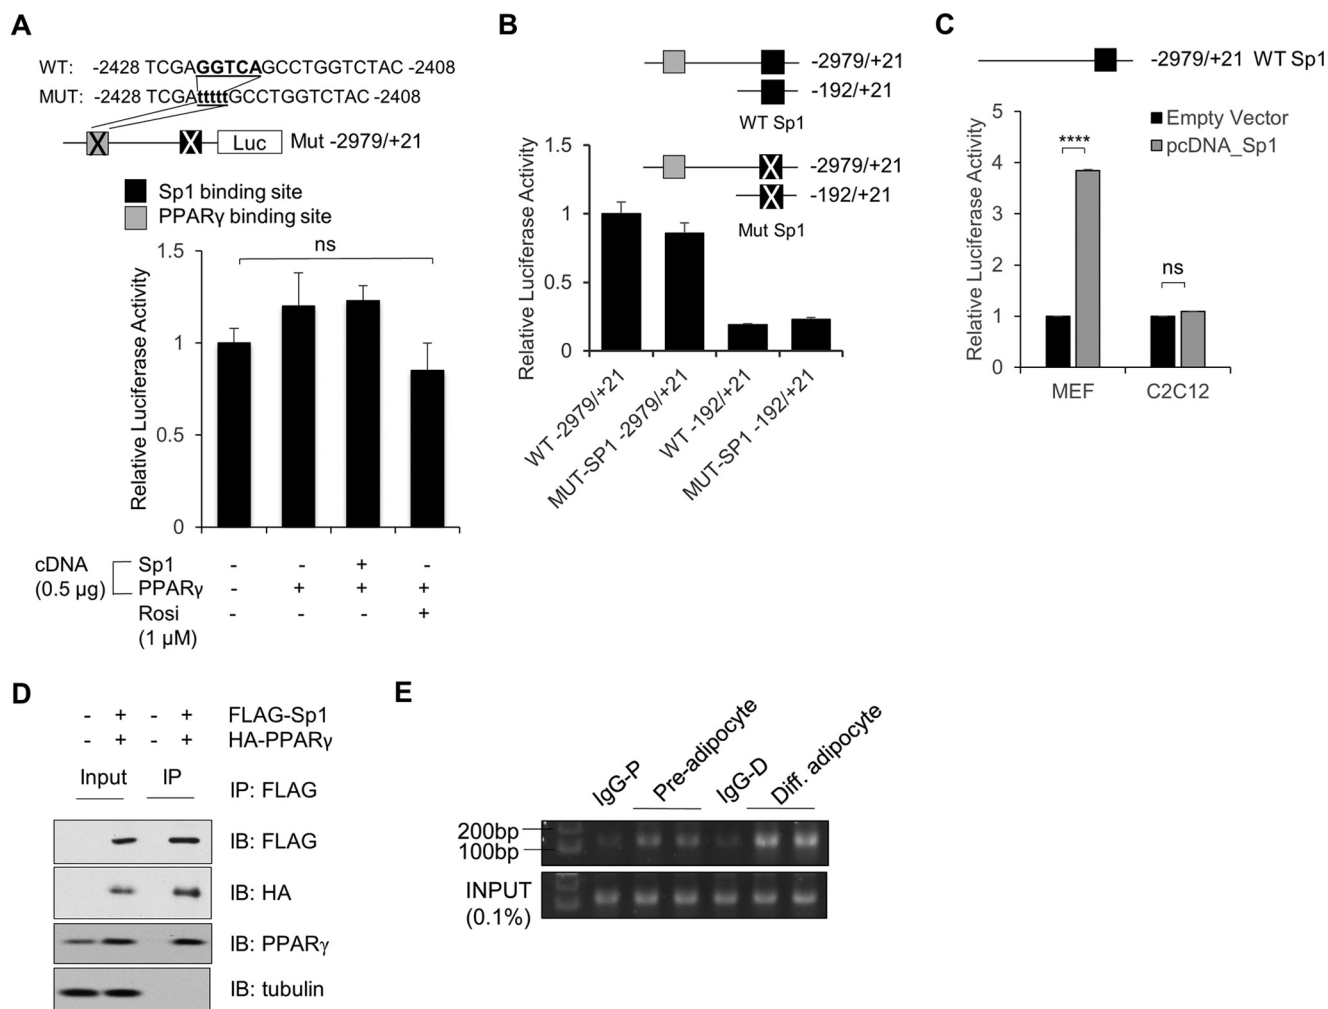 A
WT: -2428 TCGAGGTCAGCCTGGTCTAC -2408
MUT: -2428 TCGAtttttGCCTGGTCTAC -2408
X X Luc Mut -2979/+21
Sp1 binding site
PPARγ binding site
Relative Luciferase Activity
1.5
1
0.5
0
ns
cDNA (0.5 µg)
Sp1 - - + -
PPARγ - + + +
Rosi (1 µM) - - - +
B
-2979/+21
-192/+21
WT Sp1
X -2979/+21
X -192/+21
Mut Sp1
Relative Luciferase Activity
1.5
1
0.5
0
WT -2979/+21
MUT-SP1 -2979/+21
WT -192/+21
MUT-SP1 -192/+21
C
-2979/+21 WT Sp1
Empty Vector
pcDNA_Sp1
Relative Luciferase Activity
5
4
3
2
1
0
****
ns
MEF
C2C12
D
- + - + FLAG-Sp1
- + - + HA-PPARγ
Input IP IP: FLAG
IB: FLAG
IB: HA
IB: PPARγ
IB: tubulin
E
IgG-P
Pre-adipocyte
IgG-D
Diff. adipocyte
200bp
100bp
INPUT
(0.1%)